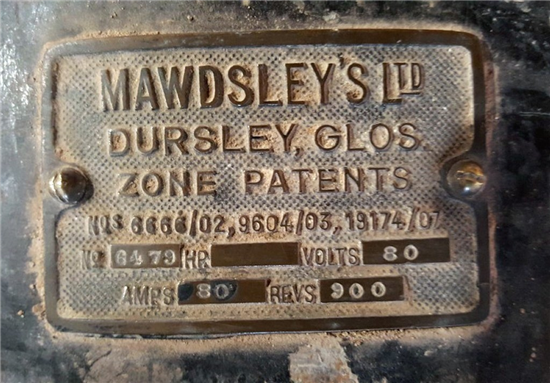 MAWDSLEY'S LTD
DURSLEY, GLOS.
ZONE PATENTS
Nos 6666/02, 9604/03, 19174/07
No 6479 HP VOLTS 80
AMPS 80 REVS 900